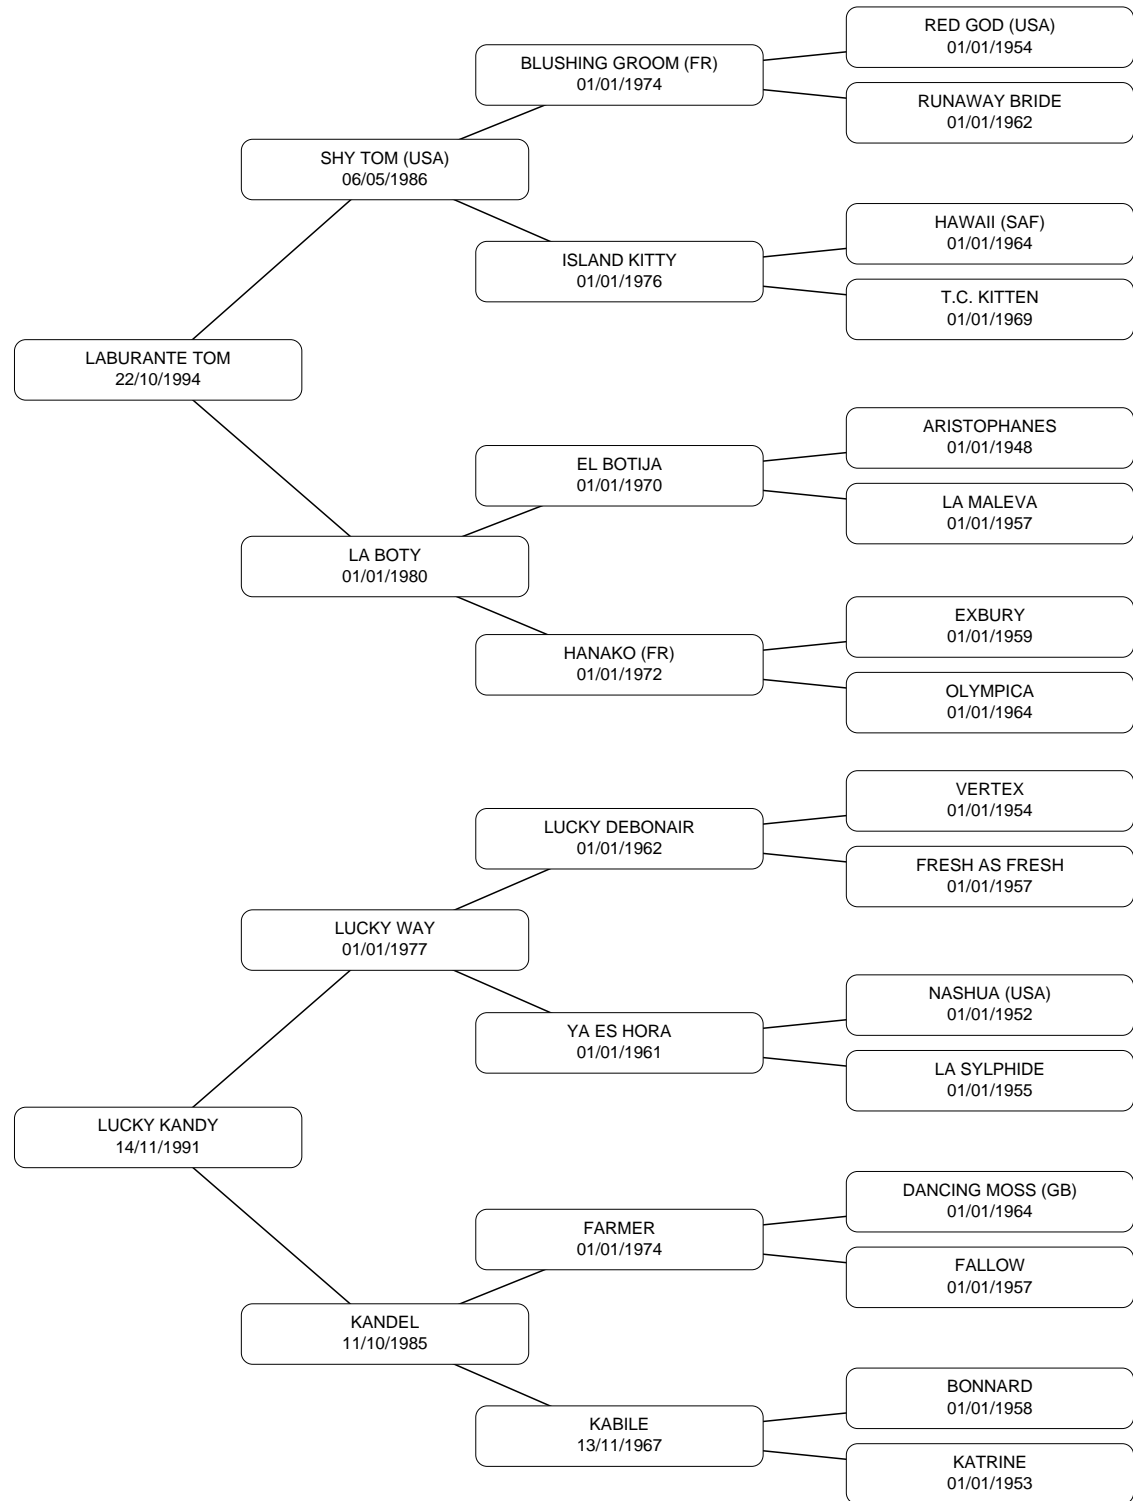 RED GOD (USA)
01/01/1954
BLUSHING GROOM (FR)
01/01/1974
RUNAWAY BRIDE
01/01/1962
SHY TOM (USA)
06/05/1986
HAWAII (SAF)
01/01/1964
ISLAND KITTY
01/01/1976
T.C. KITTEN
01/01/1969
LABURANTE TOM
22/10/1994
ARISTOPHANES
01/01/1948
EL BOTIJA
01/01/1970
LA MALEVA
01/01/1957
LA BOTY
01/01/1980
EXBURY
01/01/1959
HANAKO (FR)
01/01/1972
OLYMPICA
01/01/1964
VERTEX
01/01/1954
LUCKY DEBONAIR
01/01/1962
FRESH AS FRESH
01/01/1957
LUCKY WAY
01/01/1977
NASHUA (USA)
01/01/1952
YA ES HORA
01/01/1961
LA SYLPHIDE
01/01/1955
LUCKY KANDY
14/11/1991
DANCING MOSS (GB)
01/01/1964
FARMER
01/01/1974
FALLOW
01/01/1957
KANDEL
11/10/1985
BONNARD
01/01/1958
KABILE
13/11/1967
KATRINE
01/01/1953